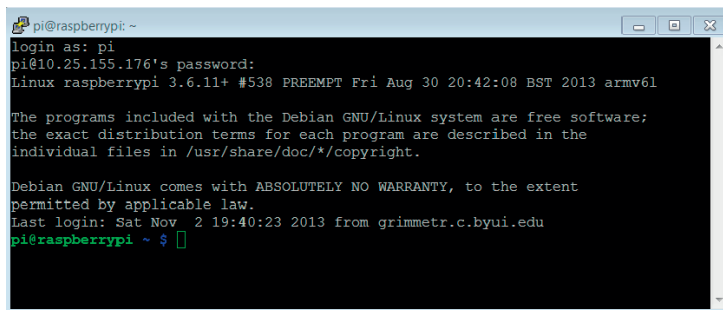 pi@raspberrypi: ~
login as: pi
pi@10.25.155.176's password:
Linux raspberrypi 3.6.11+ #538 PREEMPT Fri Aug 30 20:42:08 BST 2013 armv6l
The programs included with the Debian GNU/Linux system are free software;
the exact distribution terms for each program are described in the
individual files in /usr/share/doc/*/copyright.
Debian GNU/Linux comes with ABSOLUTELY NO WARRANTY, to the extent
permitted by applicable law.
Last login: Sat Nov  2 19:40:23 2013 from grimmetr.c.byui.edu
pi@raspberrypi ~ $